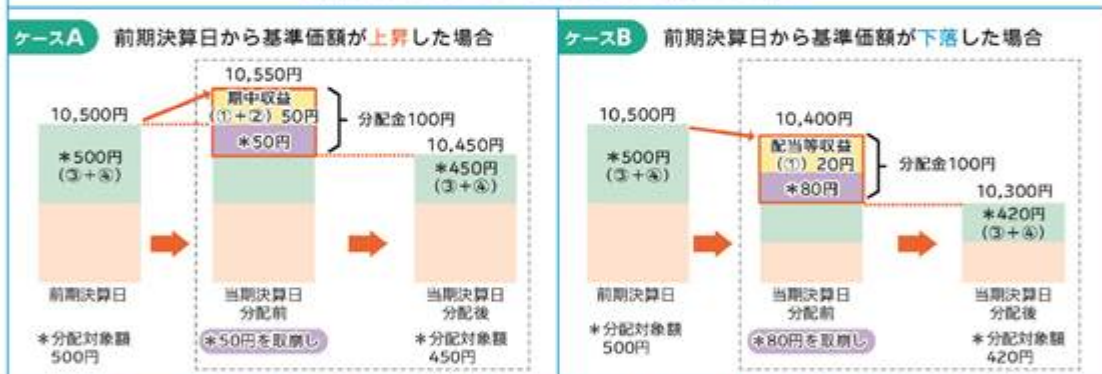 ケースA 前期決算日から基準価額が上昇した場合
10,550円
期中収益
(①+②) 50円
*50円
分配金100円
10,500円
*500円
(③+④)
10,450円
*450円
(③+④)
前期決算日
当期決算日
分配前
当期決算日
分配後
*分配対象額
500円
*50円を取崩し
*分配対象額
450円
ケースB 前期決算日から基準価額が下落した場合
10,500円
*500円
(③+④)
10,400円
配当等収益
(①) 20円
*80円
分配金100円
10,300円
*420円
(③+④)
前期決算日
当期決算日
分配前
当期決算日
分配後
*分配対象額
500円
*80円を取崩し
*分配対象額
420円